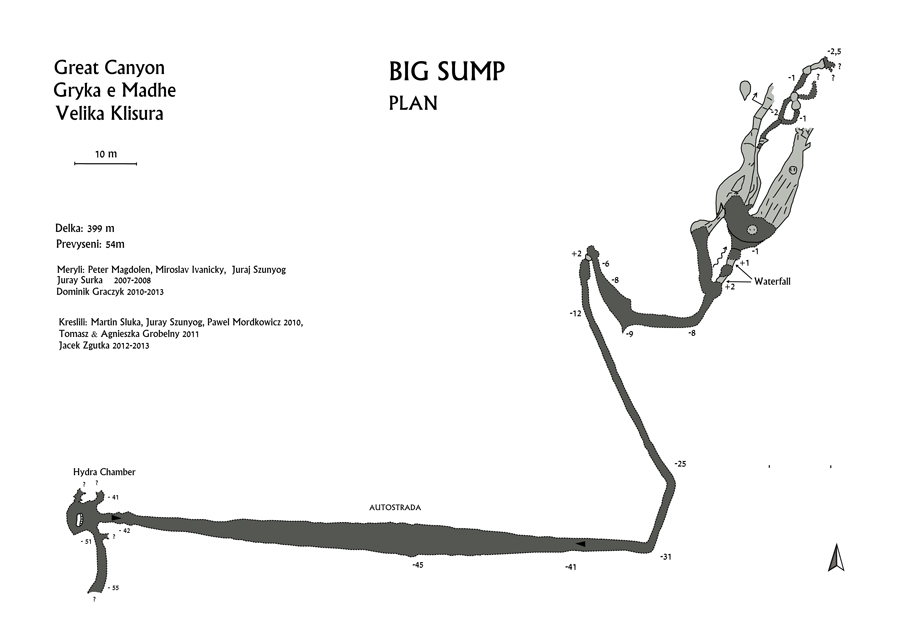 Great Canyon
Gryka e Madhe
Velika Klisura
BIG SUMP
PLAN
10 m
Delka: 399 m
Prevyseni: 54m
Meryli: Peter Magdolen, Miroslav Ivanicky, Juraj Szunyog
Juray Surka 2007-2008
Dominik Graczyk 2010-2013
Kreslili: Martin Sluka, Juray Szunyog, Pawel Mordkowicz 2010,
Tomasz & Agnieszka Grobelny 2011
Jacek Zgutka 2012-2013
-2,5
?
-1
?
?
?
-2
-1
-1
+1
Waterfall
+2
+2
-6
-8
-12
-9
-8
-25
Hydra Chamber
?
?
- 41
AUTOSTRADA
- 42
- 51
?
-31
-45
-41
- 55
?